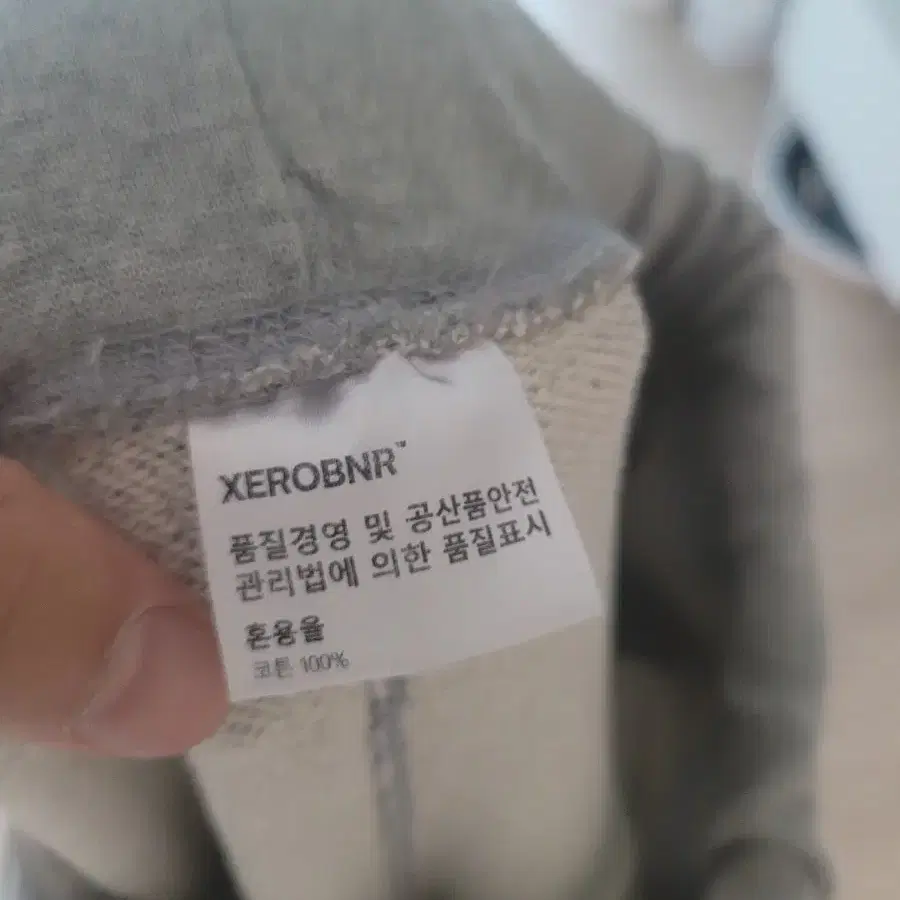 XEROBNR™
품질경영 및 공산품안전
관리법에 의한 품질표시
혼용율
코튼 100%